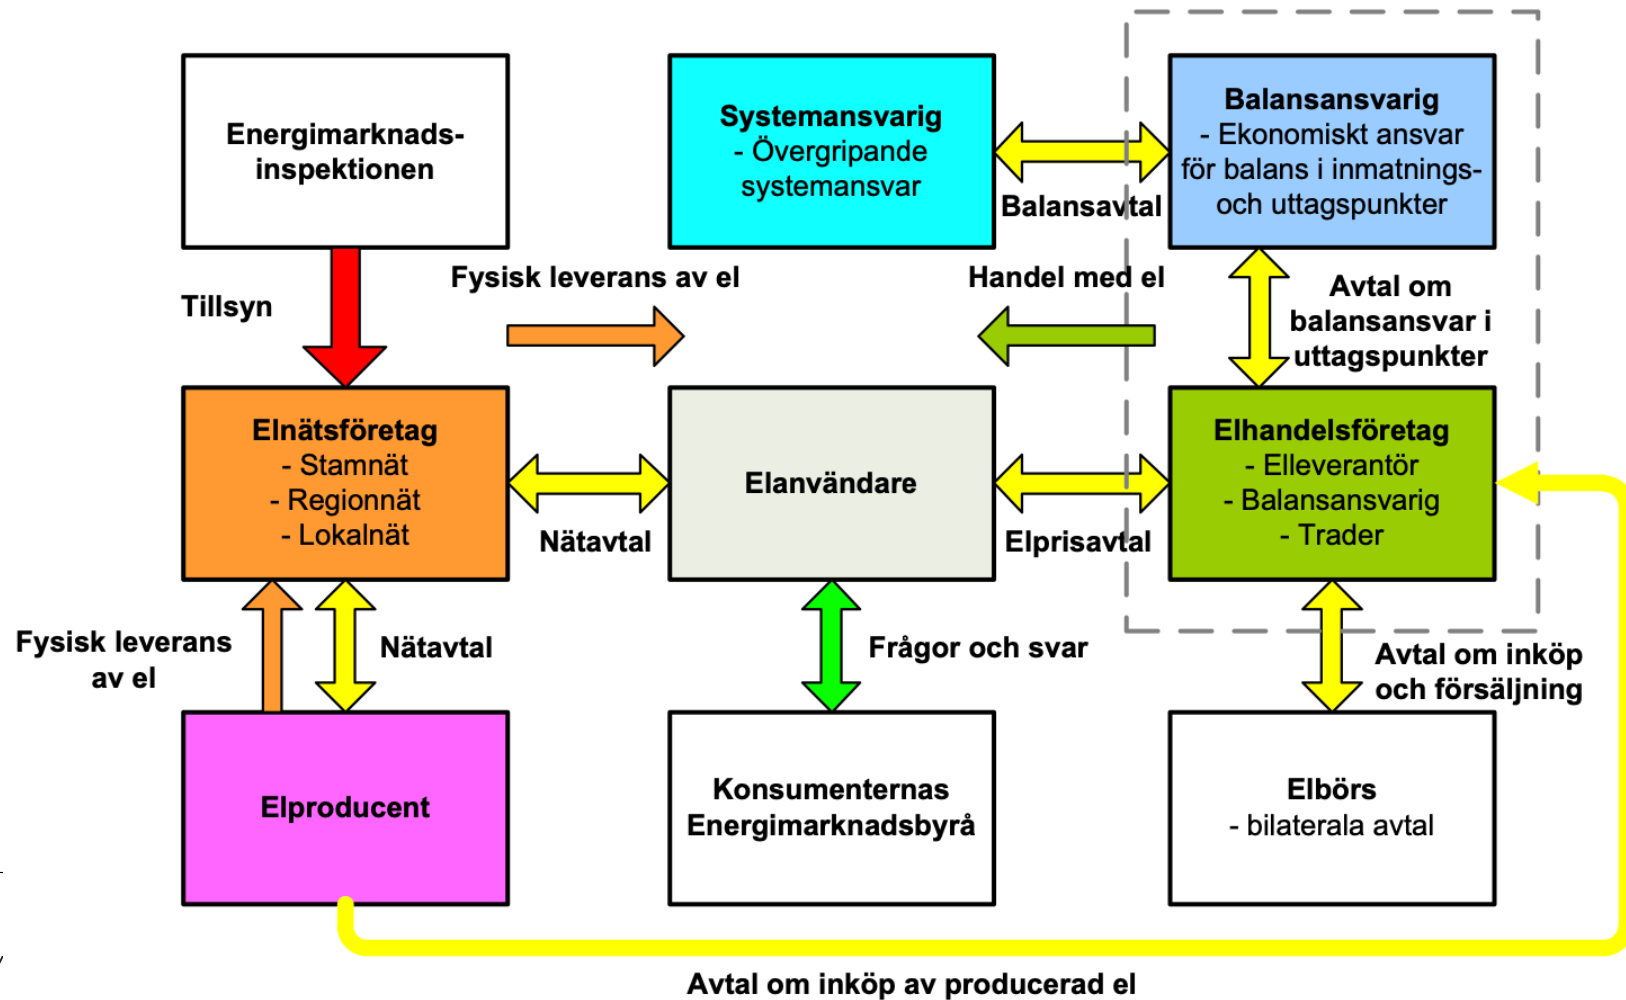 Energimarknads-
inspektionen
Systemansvarig
- Övergripande
systemansvar
Balansansvarig
- Ekonomiskt ansvar
för balans i inmatnings-
och uttagspunkter
Balansavtal
Tillsyn
Fysisk leverans av el
Handel med el
Avtal om
balansansvar i
uttagspunkter
Elnätsföretag
- Stamnät
- Regionnät
- Lokalnät
Nätavtal
Elanvändare
Elprisavtal
Elhandelsföretag
- Elleverantör
- Balansansvarig
- Trader
Fysisk leverans
av el
Nätavtal
Frågor och svar
Avtal om inköp
och försäljning
Elproducent
Konsumenternas
Energimarknadsbyrå
Elbörs
- bilaterala avtal
Avtal om inköp av producerad el